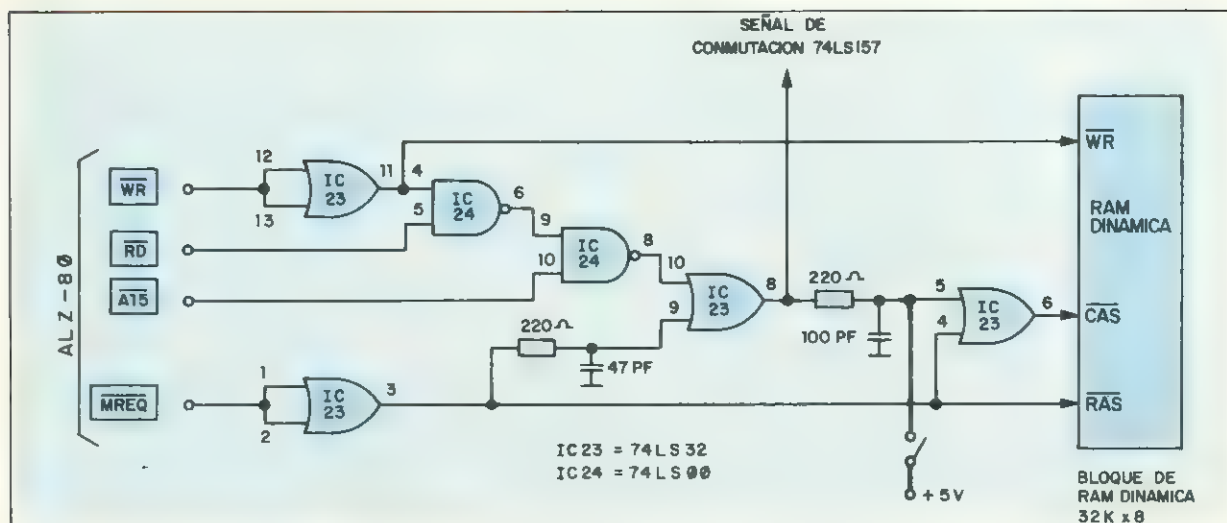 SEÑAL DE
CONMUTACION 74LS157
ALZ-80
WR
12
13
IC
23
11
4
5
IC
24
6
RD
A15
9
10
IC
24
8
10
9
IC
23
8
220Ω
100 PF
5
4
IC
23
6
WR
RAM
DINAMICA
CAS
RAS
220Ω
47 PF
MREQ
1
2
IC
23
3
IC23 = 74LS32
IC24 = 74LS00
+5V
BLOQUE DE
RAM DINAMICA
32K x 8